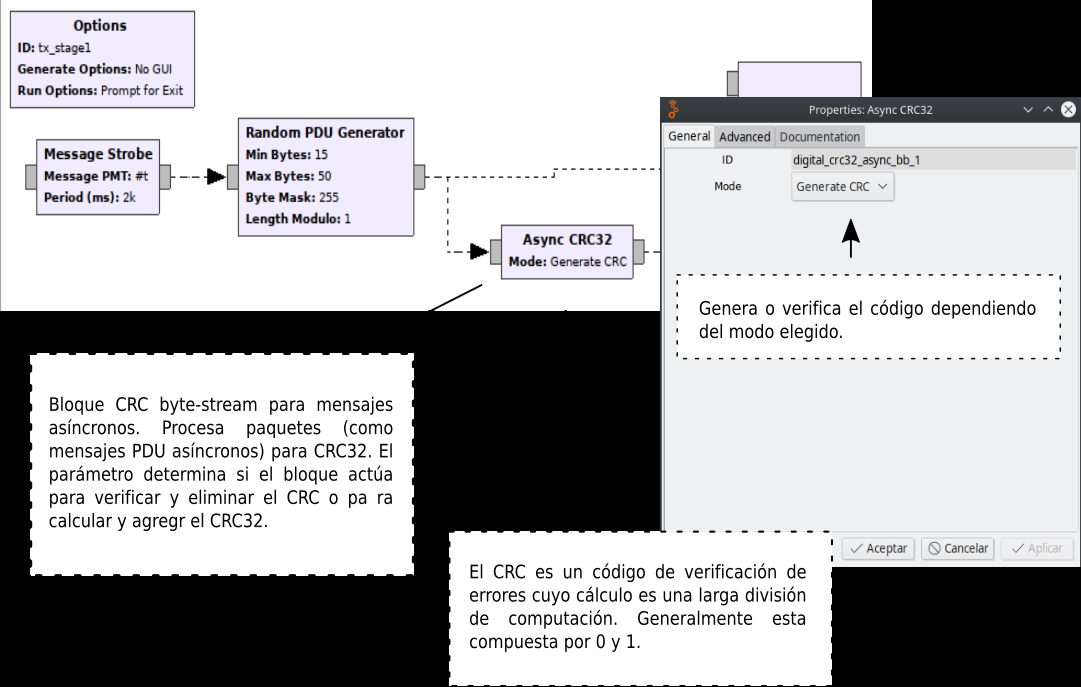 Options
ID: tx_stage1
Generate Options: No GUI
Run Options: Prompt for Exit
Message Strobe
Message PMT: #t
Period (ms): 2k
Random PDU Generator
Min Bytes: 15
Max Bytes: 50
Byte Mask: 255
Length Modulo: 1
Async CRC32
Mode: Generate CRC
Properties: Async CRC32
General Advanced Documentation
ID digital_crc32_async_bb_1
Mode Generate CRC
Genera o verifica el código dependiendo
del modo elegido.
Aceptar Cancelar Aplicar
Bloque CRC byte-stream para mensajes
asíncronos. Procesa paquetes (como
mensajes PDU asíncronos) para CRC32. El
parámetro determina si el bloque actúa
para verificar y eliminar el CRC o pa ra
calcular y agregr el CRC32.
El CRC es un código de verificación de
errores cuyo cálculo es una larga división
de computación. Generalmente esta
compuesta por 0 y 1.